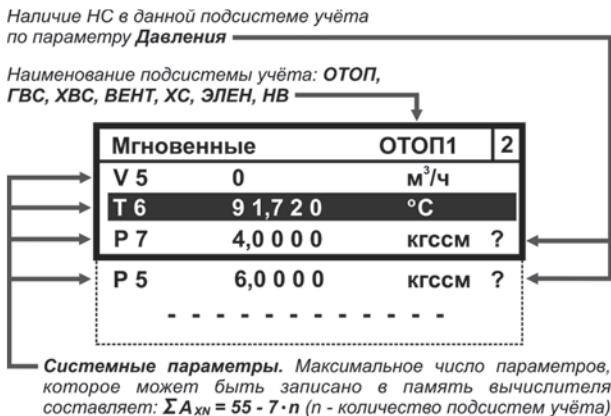 Наличие НС в данной подсистеме учёта
по параметру Давления
Наименование подсистемы учёта: ОТОП,
ГВС, ХВС, ВЕНТ, ХС, ЭЛЕН, НВ
Мгновенные ОТОП1 2
V 5 0 м³/ч
T 6 9 1,7 2 0 °C
P 7 4,0 0 0 0 кгссм ?
P 5 6,0 0 0 0 кгссм ?
- - - - - - - - - - - - -
Системные параметры. Максимальное число параметров,
которое может быть записано в память вычислителя
составляет: ΣA_XN = 55 - 7·n (n - количество подсистем учёта)